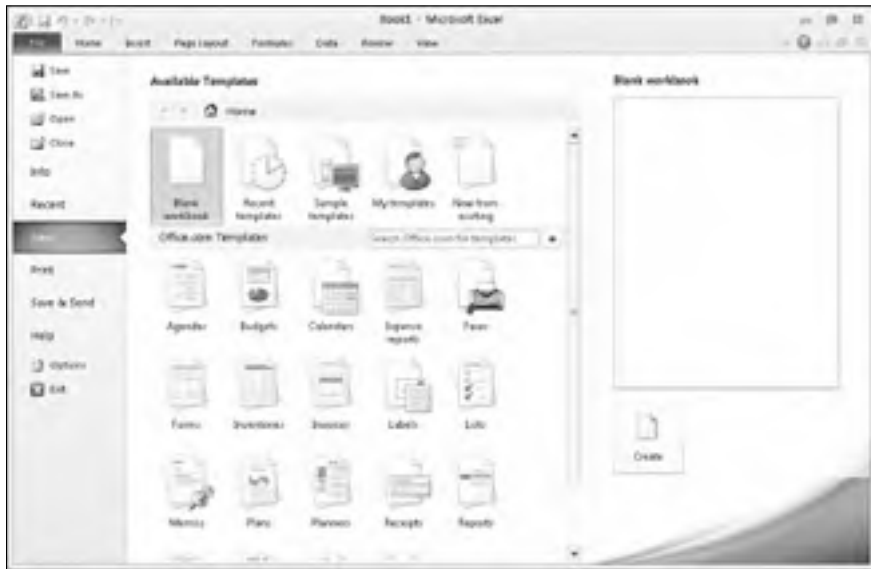 Book1 - Microsoft Excel
File Home Insert Page Layout Formulas Data Review View
Save
Save As
Open
Close
Info
Recent
New
Print
Save & Send
Help
Options
Exit
Available Templates
Home
Blank workbook
Recent templates
Sample templates
My templates
New from existing
Office.com Templates
Search Office.com for templates
Agendas
Budgets
Calendars
Expense reports
Faxes
Forms
Inventories
Invoices
Labels
Lists
Memos
Plans
Planners
Receipts
Reports
Blank workbook
Create